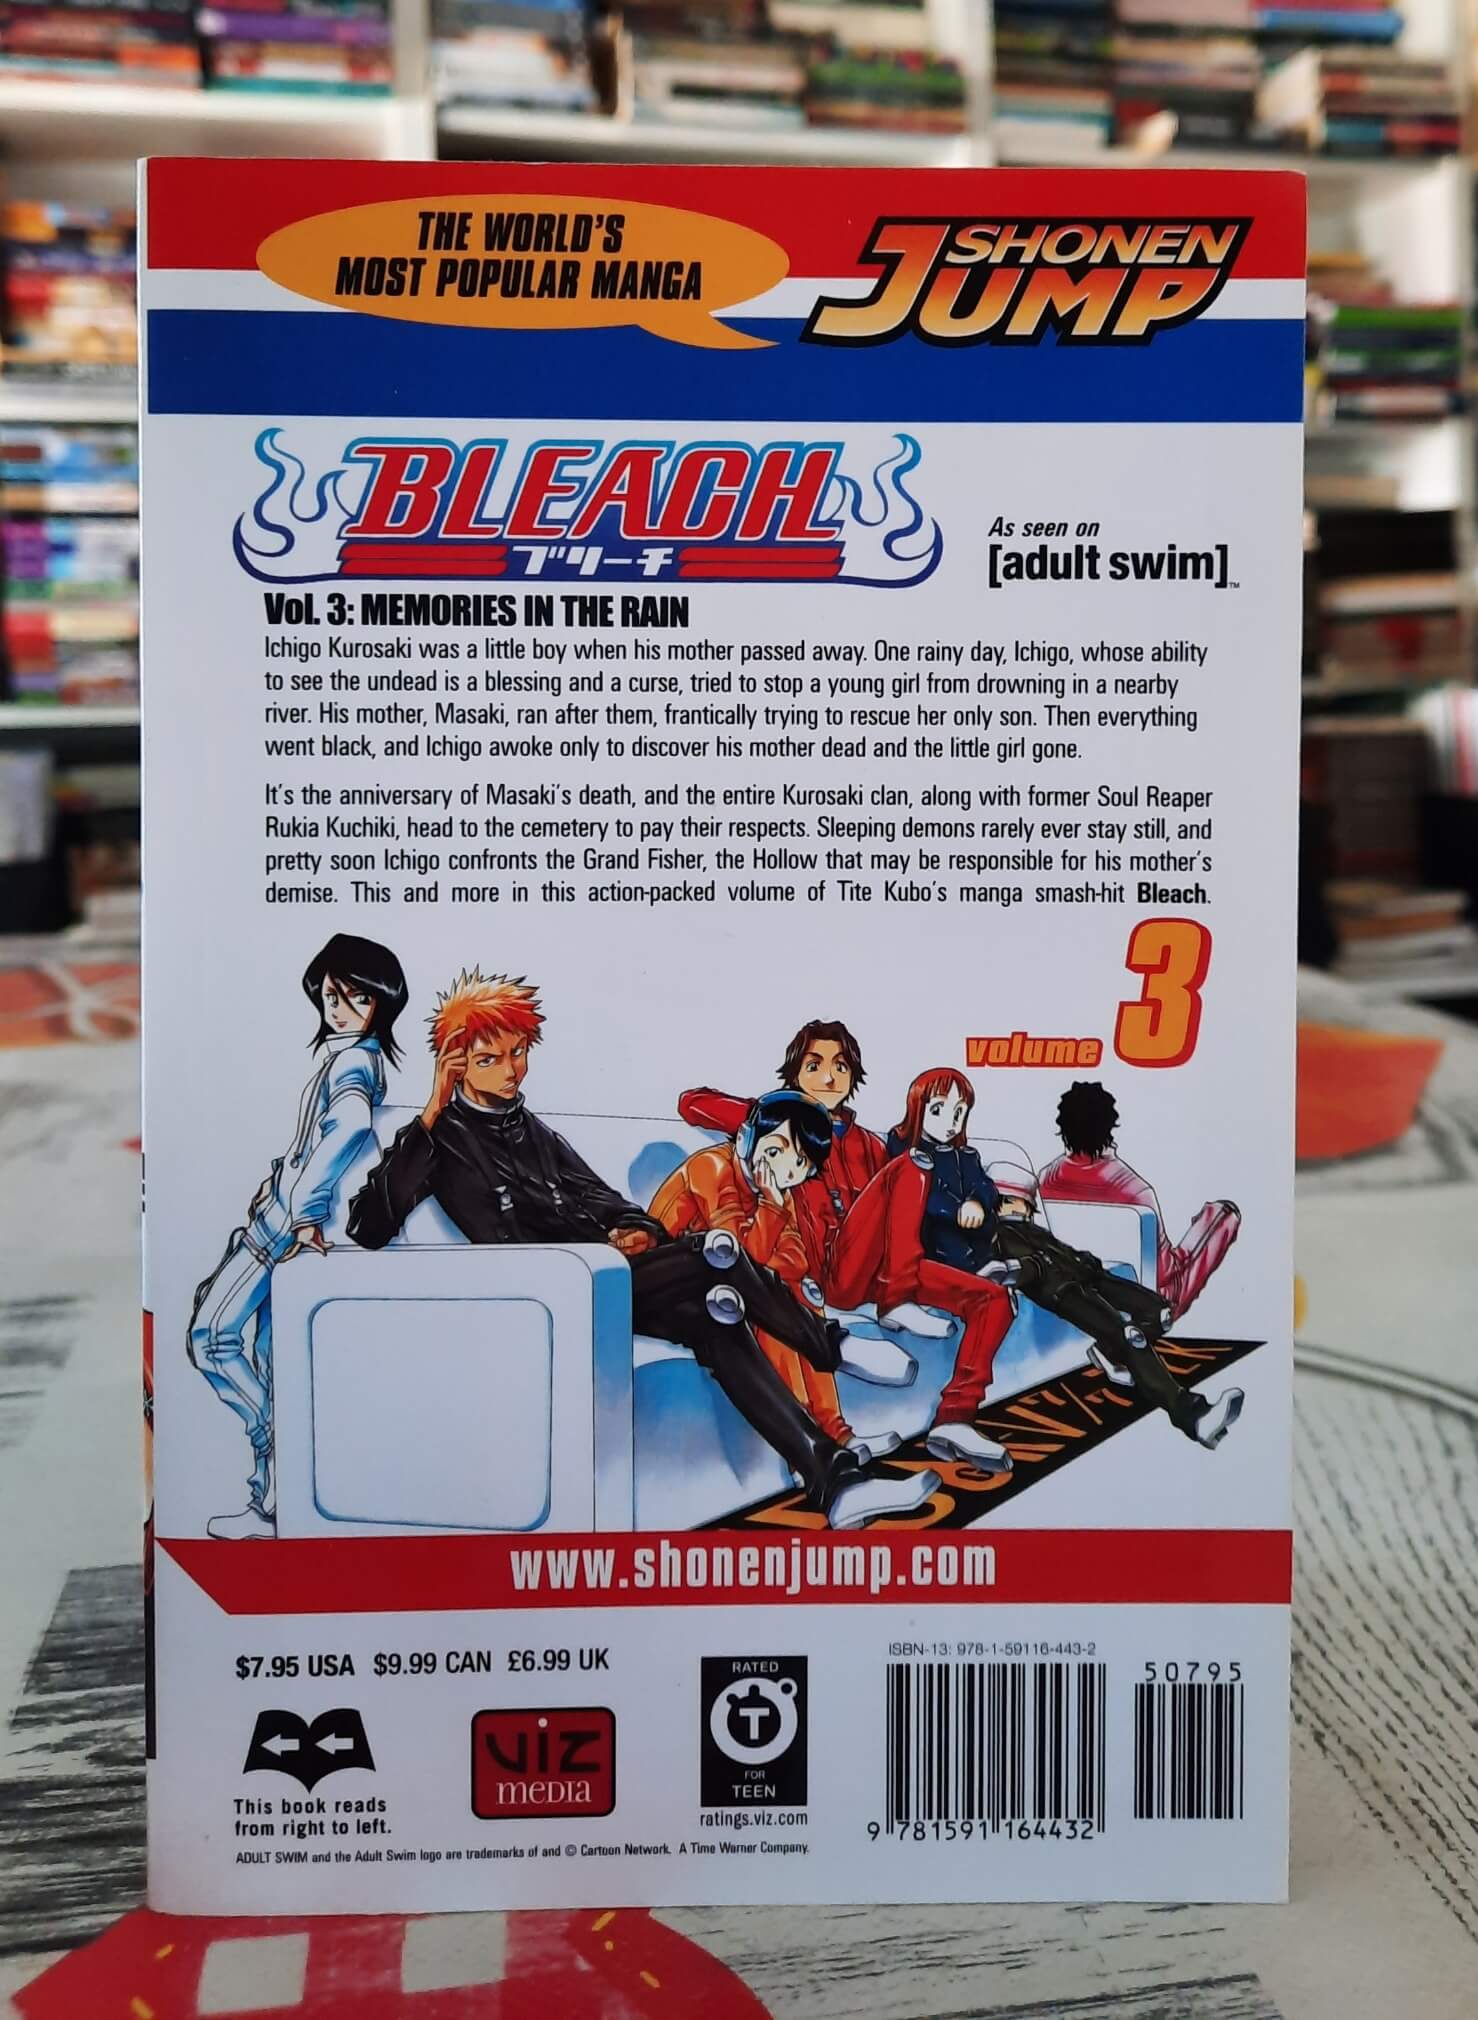 THE WORLD'S
MOST POPULAR MANGA
SHONEN
JUMP
BLEACH
ブリーチ
As seen on
[adult swim]™
Vol. 3: MEMORIES IN THE RAIN
Ichigo Kurosaki was a little boy when his mother passed away. One rainy day, Ichigo, whose ability
to see the undead is a blessing and a curse, tried to stop a young girl from drowning in a nearby
river. His mother, Masaki, ran after them, frantically trying to rescue her only son. Then everything
went black, and Ichigo awoke only to discover his mother dead and the little girl gone.
It's the anniversary of Masaki's death, and the entire Kurosaki clan, along with former Soul Reaper
Rukia Kuchiki, head to the cemetery to pay their respects. Sleeping demons rarely ever stay still, and
pretty soon Ichigo confronts the Grand Fisher, the Hollow that may be responsible for his mother's
demise. This and more in this action-packed volume of Tite Kubo's manga smash-hit Bleach.
volume 3
www.shonenjump.com
$7.95 USA $9.99 CAN £6.99 UK
This book reads
from right to left.
VIZ
MEDIA
RATED
T
FOR
TEEN
ratings.viz.com
ISBN-13: 978-1-59116-443-2
50795
9 781591 164432
ADULT SWIM and the Adult Swim logo are trademarks of and © Cartoon Network. A Time Warner Company.